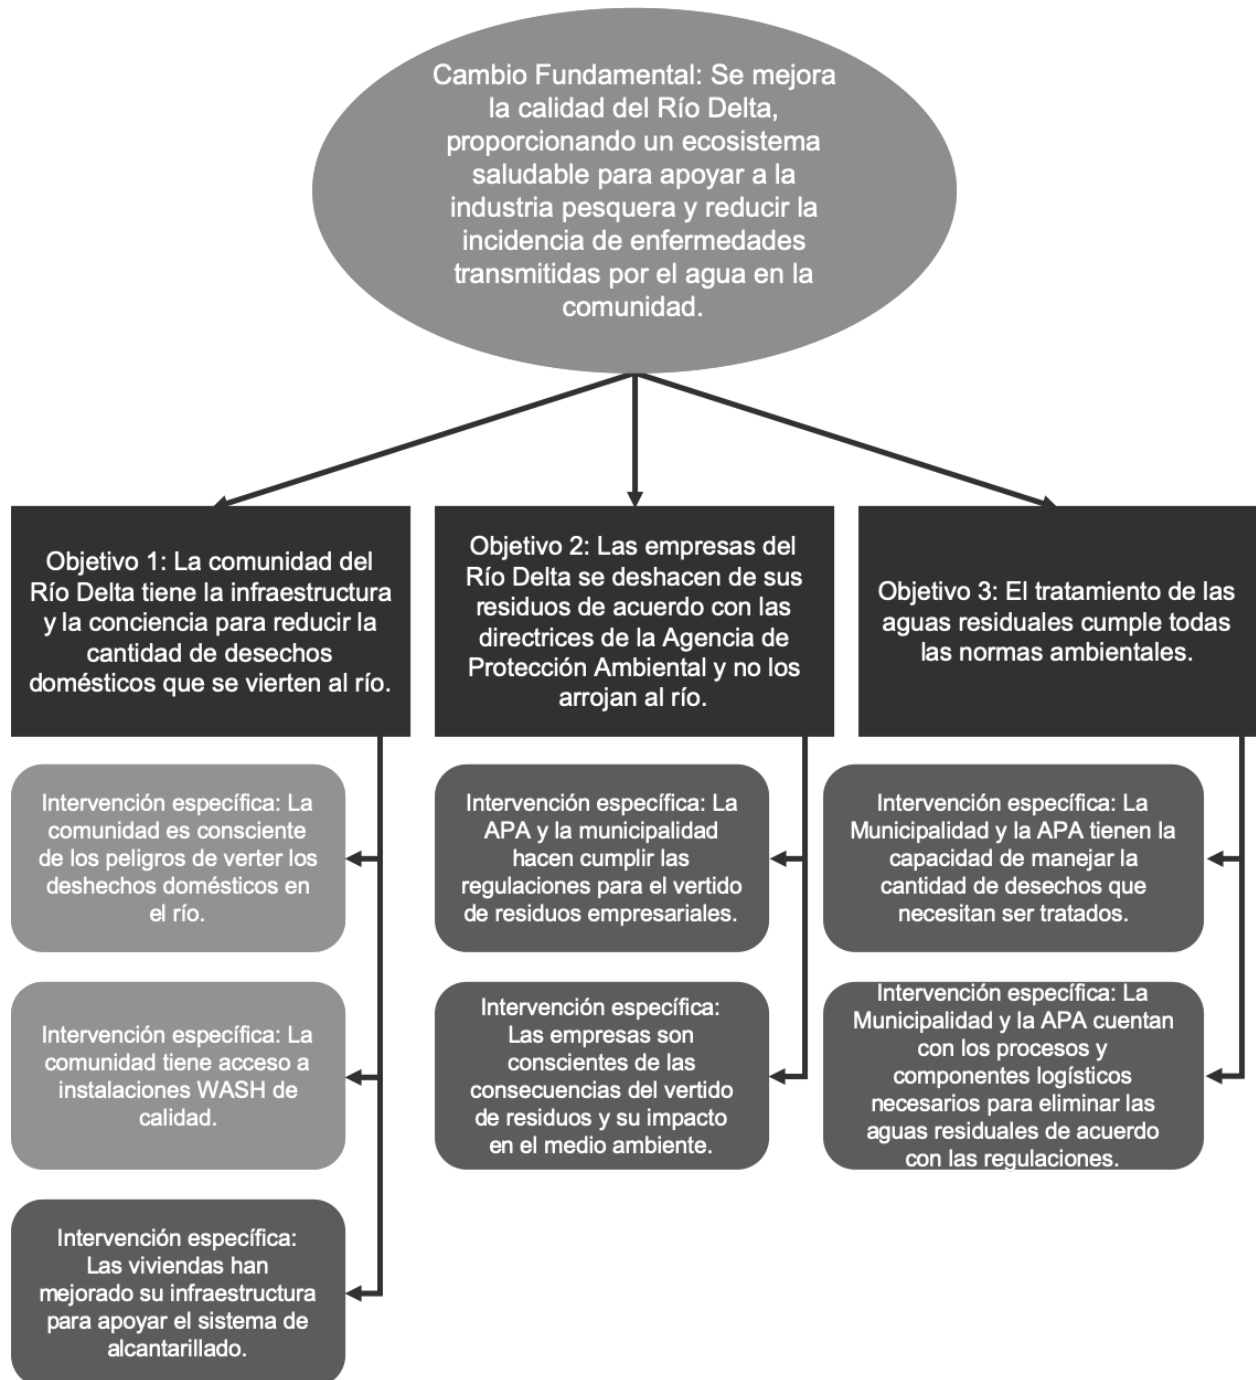 Cambio Fundamental: Se mejora
la calidad del Río Delta,
proporcionando un ecosistema
saludable para apoyar a la
industria pesquera y reducir la
incidencia de enfermedades
transmitidas por el agua en la
comunidad.
Objetivo 1: La comunidad del
Río Delta tiene la infraestructura
y la conciencia para reducir la
cantidad de desechos
domésticos que se vierten al río.
Intervención específica: La
comunidad es consciente
de los peligros de verter los
deshechos domésticos en
el río.
Intervención específica: La
comunidad tiene acceso a
instalaciones WASH de
calidad.
Intervención específica:
Las viviendas han
mejorado su infraestructura
para apoyar el sistema de
alcantarillado.
Objetivo 2: Las empresas del
Río Delta se deshacen de sus
residuos de acuerdo con las
directrices de la Agencia de
Protección Ambiental y no los
arrojan al río.
Intervención específica: La
APA y la municipalidad
hacen cumplir las
regulaciones para el vertido
de residuos empresariales.
Intervención específica:
Las empresas son
conscientes de las
consecuencias del vertido
de residuos y su impacto
en el medio ambiente.
Objetivo 3: El tratamiento de las
aguas residuales cumple todas
las normas ambientales.
Intervención específica: La
Municipalidad y la APA tienen la
capacidad de manejar la
cantidad de desechos que
necesitan ser tratados.
Intervención específica: La
Municipalidad y la APA cuentan
con los procesos y
componentes logísticos
necesarios para eliminar las
aguas residuales de acuerdo
con las regulaciones.